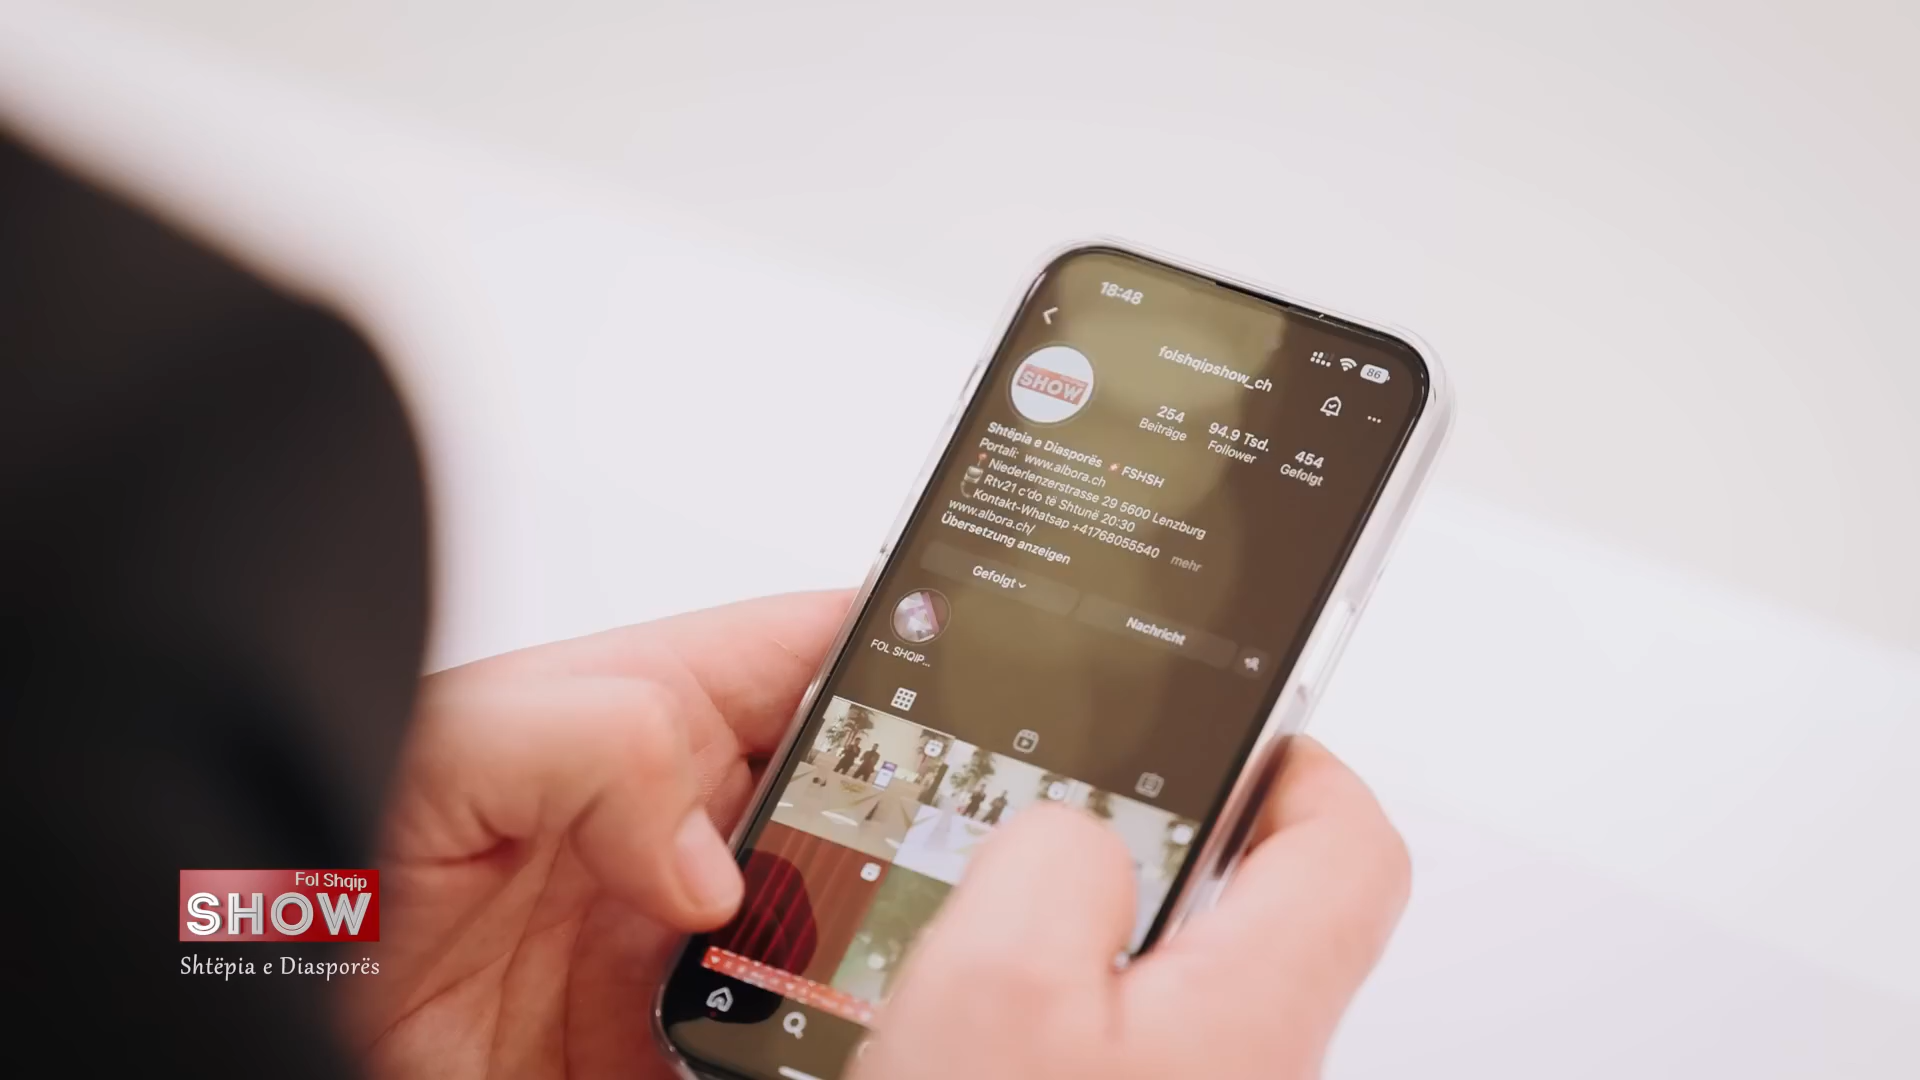 18:48
86
folshqipshow_ch
SHOW
254
Beiträge
94.9 Tsd.
Follower
454
Gefolgt
Shtëpia e Diasporës FSHSH
Portali: www.albora.ch
Niederlenzerstrasse 29 5600 Lenzburg
Rtv21 c'do të Shtunë 20:30
Kontakt-Whatsap +41768055540 mehr
www.albora.ch/
Übersetzung anzeigen
Gefolgt
Nachricht
FOL SHQIP...
Fol Shqip
SHOW
Shtëpia e Diasporës